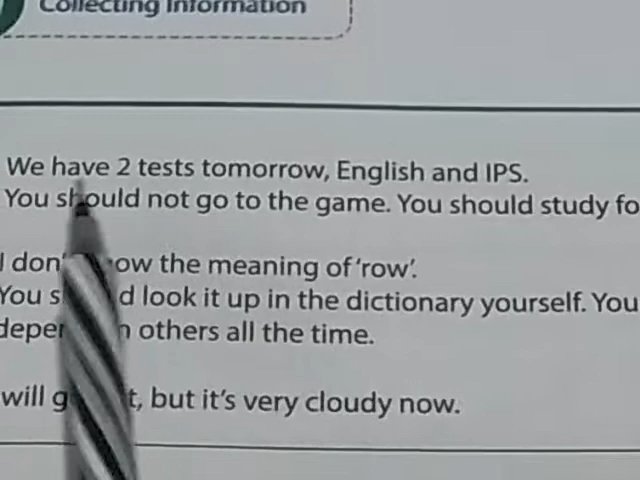 Collecting Information
We have 2 tests tomorrow, English and IPS.
You should not go to the game. You should study fo
I don' ow the meaning of 'row'.
You s d look it up in the dictionary yourself. You
depen n others all the time.
will g t, but it's very cloudy now.